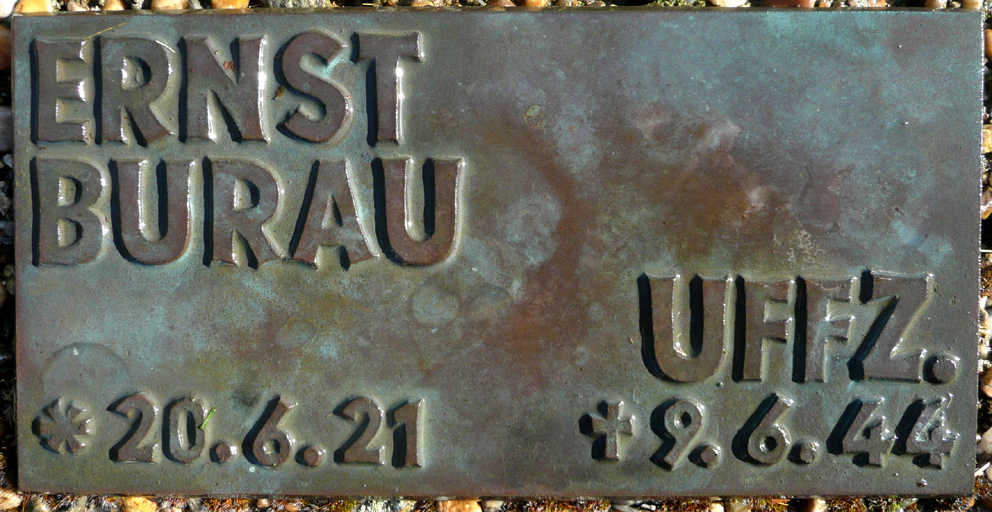 ERNST
BURAU
UFFZ.
* 20.6.21 † 9.6.44